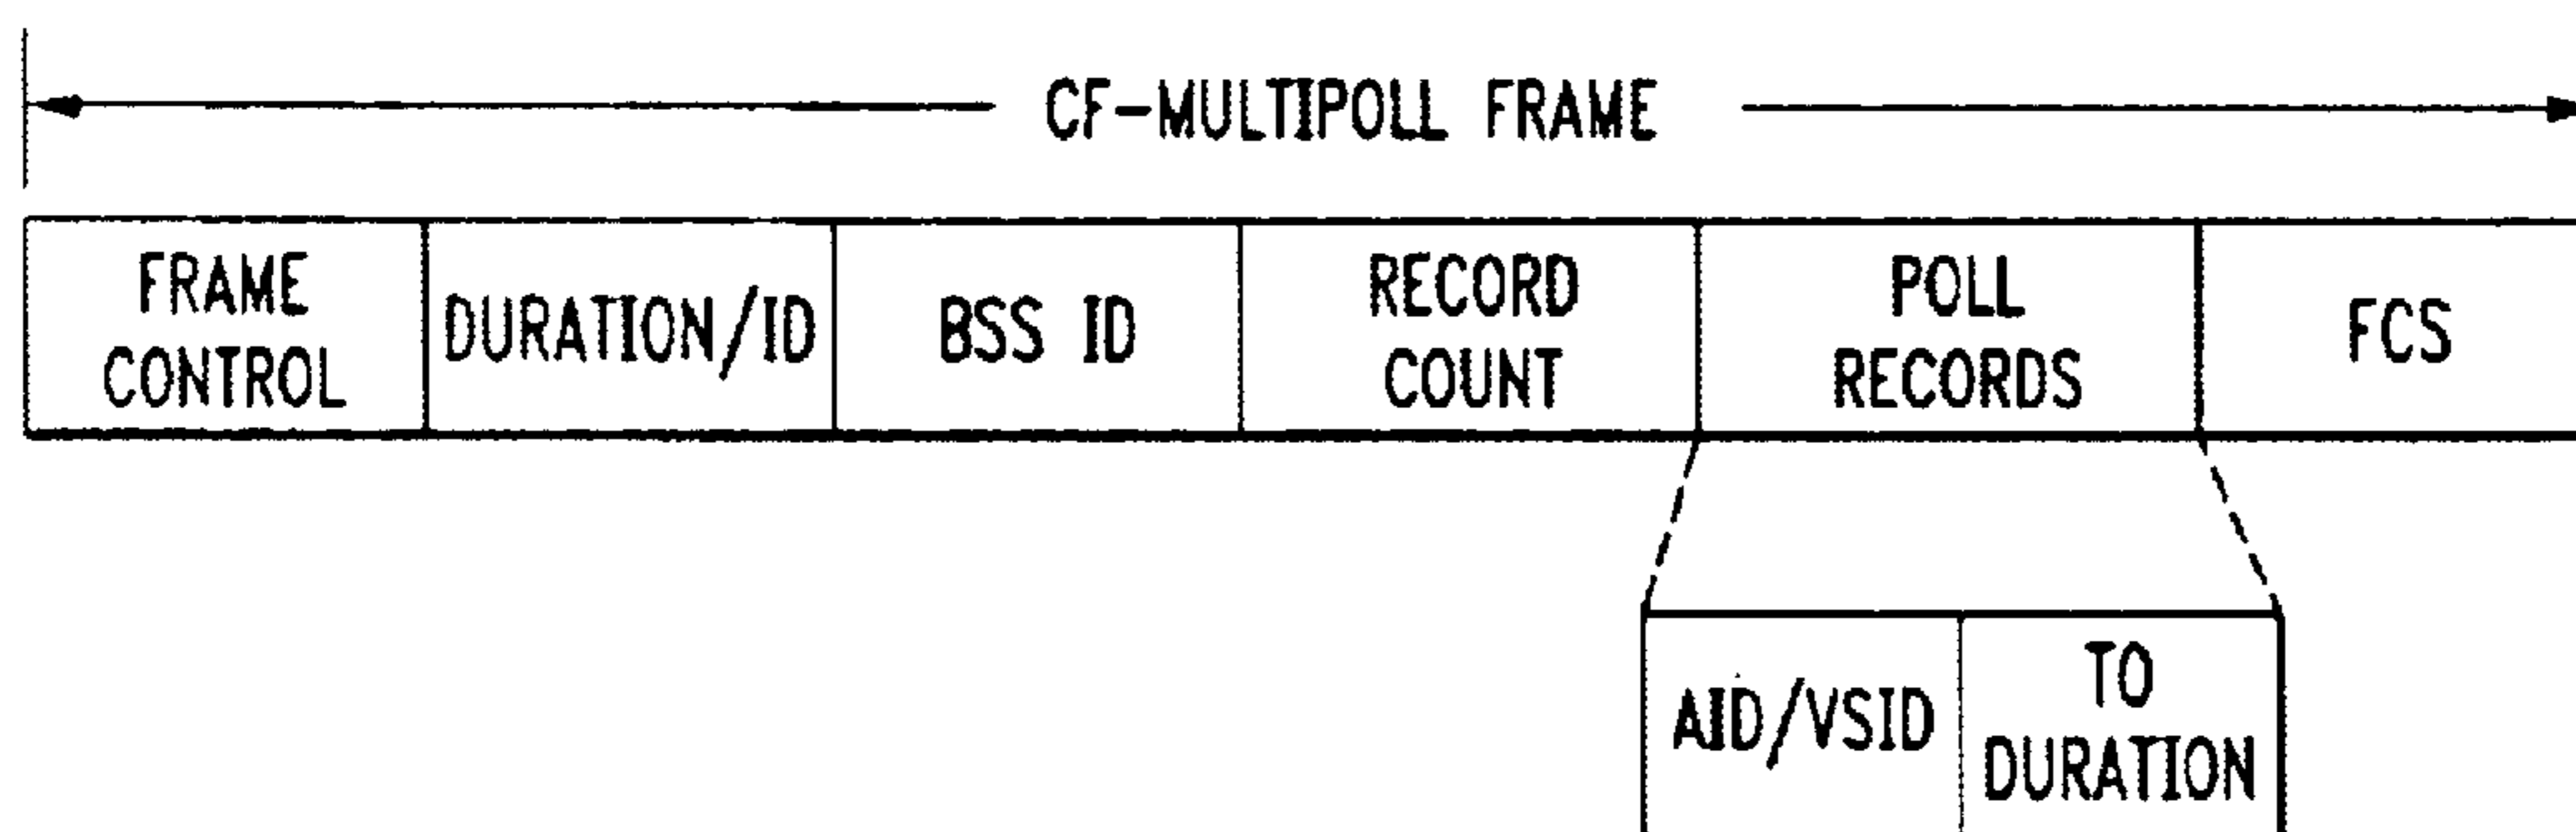 CF-MULTIPOLL FRAME
FRAME
CONTROL
DURATION/ID
BSS ID
RECORD
COUNT
POLL
RECORDS
FCS
AID/VSID
TO
DURATION